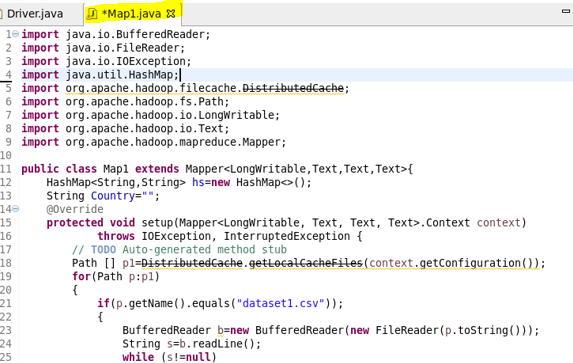 Driver.java *Map1.java
1 import java.io.BufferedReader;
2 import java.io.FileReader;
3 import java.io.IOException;
4 import java.util.HashMap;
5 import org.apache.hadoop.filecache.DistributedCache;
6 import org.apache.hadoop.fs.Path;
7 import org.apache.hadoop.io.LongWritable;
8 import org.apache.hadoop.io.Text;
9 import org.apache.hadoop.mapreduce.Mapper;
10
11 public class Map1 extends Mapper<LongWritable,Text,Text,Text>{
12 HashMap<String,String> hs=new HashMap<>();
13 String Country="";
14 @Override
15 protected void setup(Mapper<LongWritable, Text, Text, Text>.Context context)
16 throws IOException, InterruptedException {
17 // TODO Auto-generated method stub
18 Path [] p1=DistributedCache.getLocalCacheFiles(context.getConfiguration());
19 for(Path p:p1)
20 {
21 if(p.getName().equals("dataset1.csv"));
22 {
23 BufferedReader b=new BufferedReader(new FileReader(p.toString()));
24 String s=b.readLine();
25 while (s!=null)